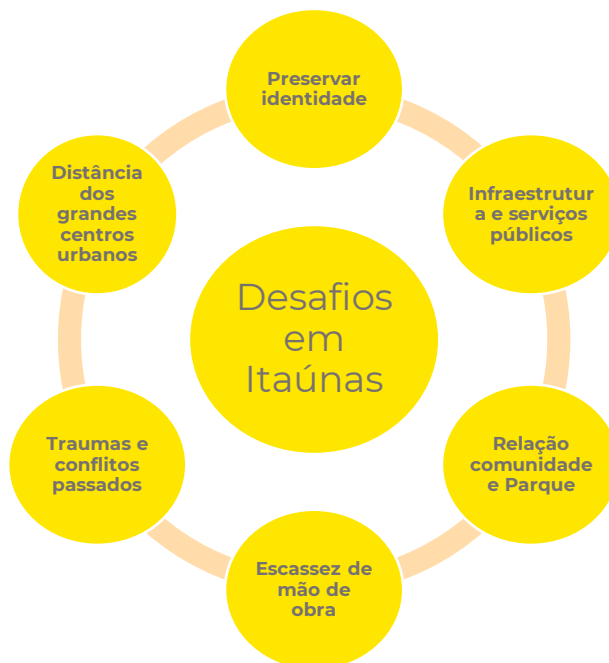 Preservar
identidade
Distância
dos
grandes
centros
urbanos
Infraestrutur
a e serviços
públicos
Desafios
em
Itaúnas
Traumas e
conflitos
passados
Relação
comunidade
e Parque
Escassez de
mão de
obra